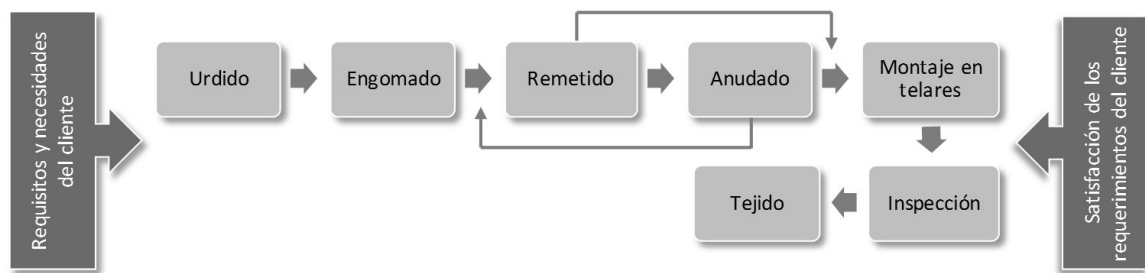 Requisitos y necesidades
del cliente
Urdido
Engomado
Remetido
Anudado
Montaje en
telares
Tejido
Inspección
Satisfacción de los
requerimientos del cliente